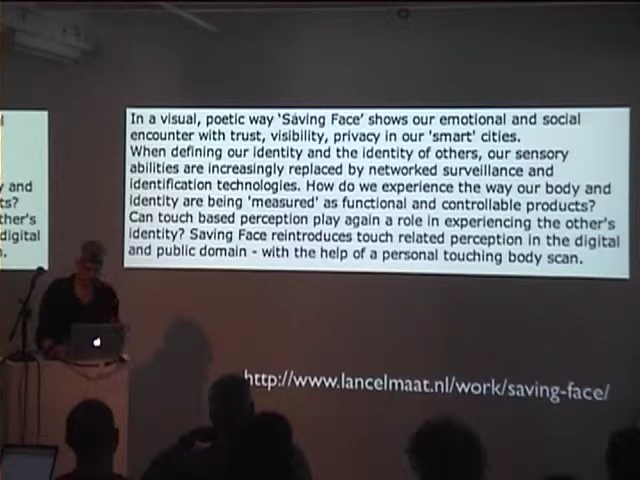 In a visual, poetic way 'Saving Face' shows our emotional and social
encounter with trust, visibility, privacy in our 'smart' cities.
When defining our identity and the identity of others, our sensory
abilities are increasingly replaced by networked surveillance and
identification technologies. How do we experience the way our body and
identity are being 'measured' as functional and controllable products?
Can touch based perception play again a role in experiencing the other's
identity? Saving Face reintroduces touch related perception in the digital
and public domain - with the help of a personal touching body scan.
y and
ts?
ther's
digital
http://www.lancelmaat.nl/work/saving-face/